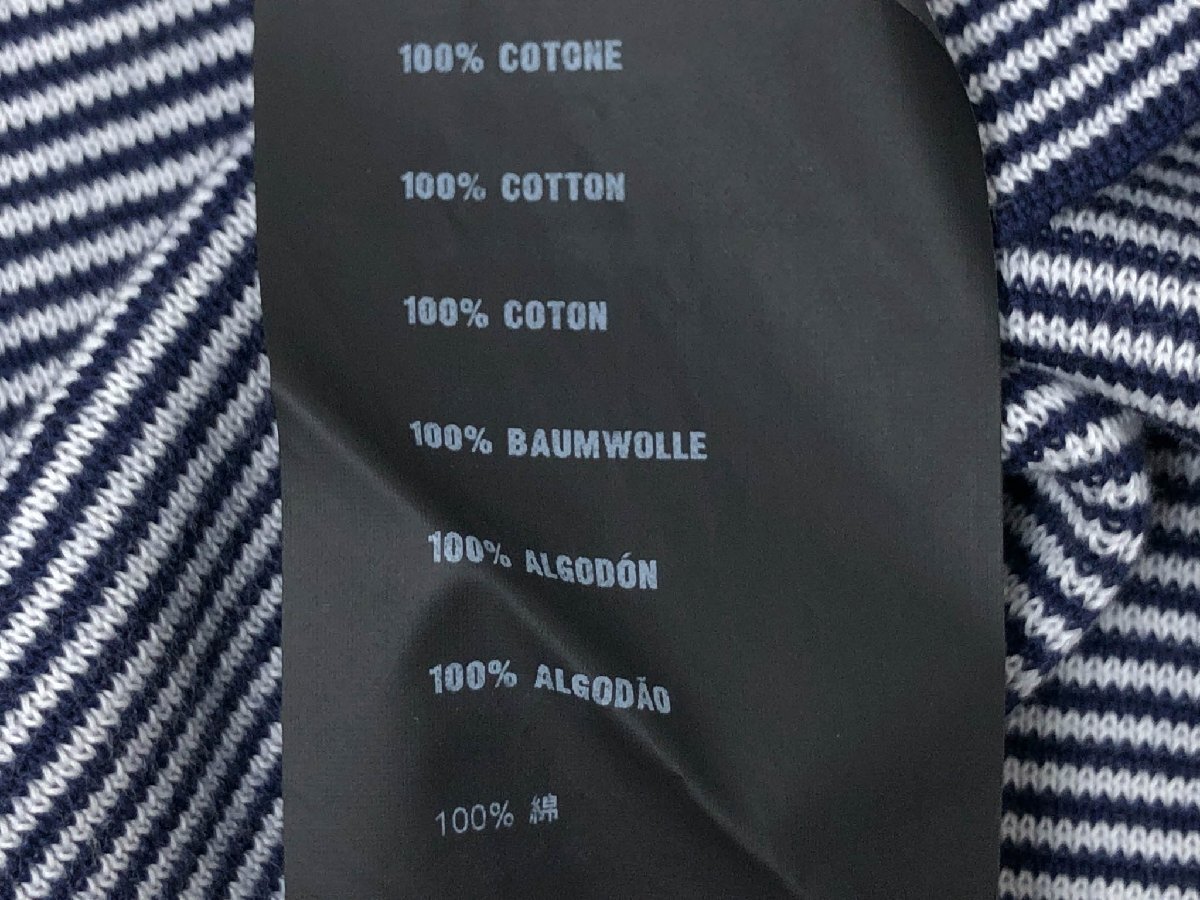 100% COTONE
100% COTTON
100% COTON
100% BAUMWOLLE
100% ALGODÓN
100% ALGODÃO
100% 綿